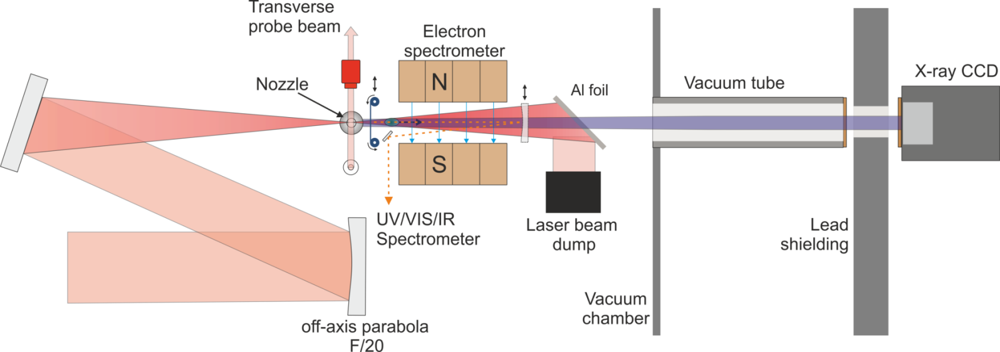 Transverse
probe beam
Electron
spectrometer
N
Nozzle
Al foil
Vacuum tube
X-ray CCD
S
UV/VIS/IR
Spectrometer
Laser beam
dump
Lead
shielding
Vacuum
chamber
off-axis parabola
F/20